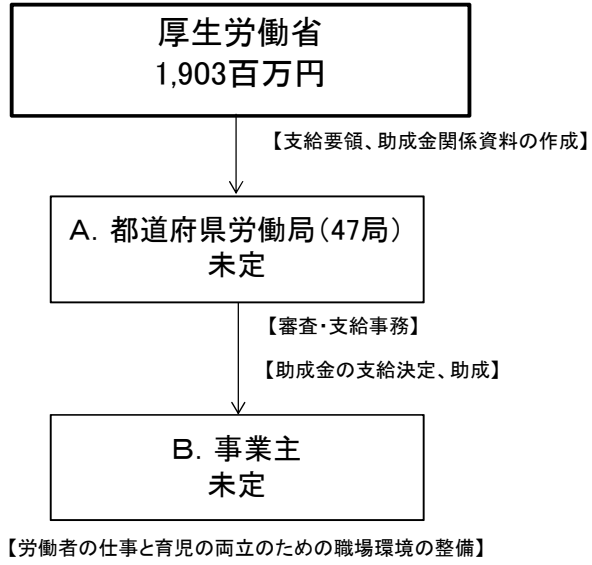 厚生労働省
1,903百万円
【支給要領、助成金関係資料の作成】
A．都道府県労働局（47局）
未定
【審査・支給事務】
【助成金の支給決定、助成】
B．事業主
未定
【労働者の仕事と育児の両立のための職場環境の整備】